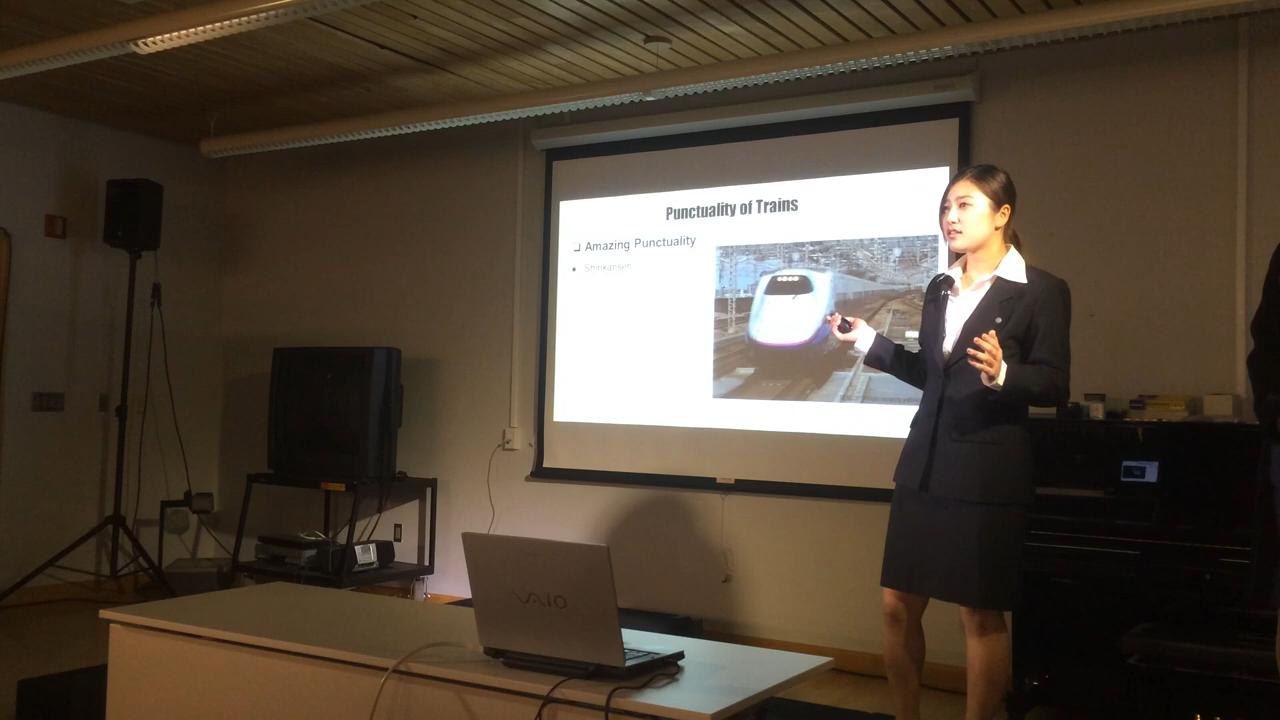 Punctuality of Trains
❑ Amazing Punctuality
• Shinkansen
VAIO